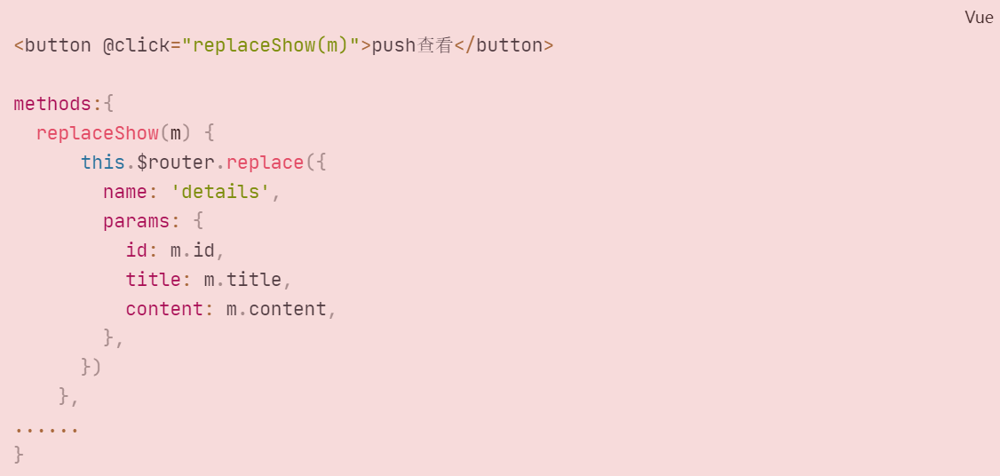 Vue
<button @click="replaceShow(m)">push查看</button>
methods:{
  replaceShow(m) {
      this.$router.replace({
        name: 'details',
        params: {
          id: m.id,
          title: m.title,
          content: m.content,
        },
      })
    },
......
}